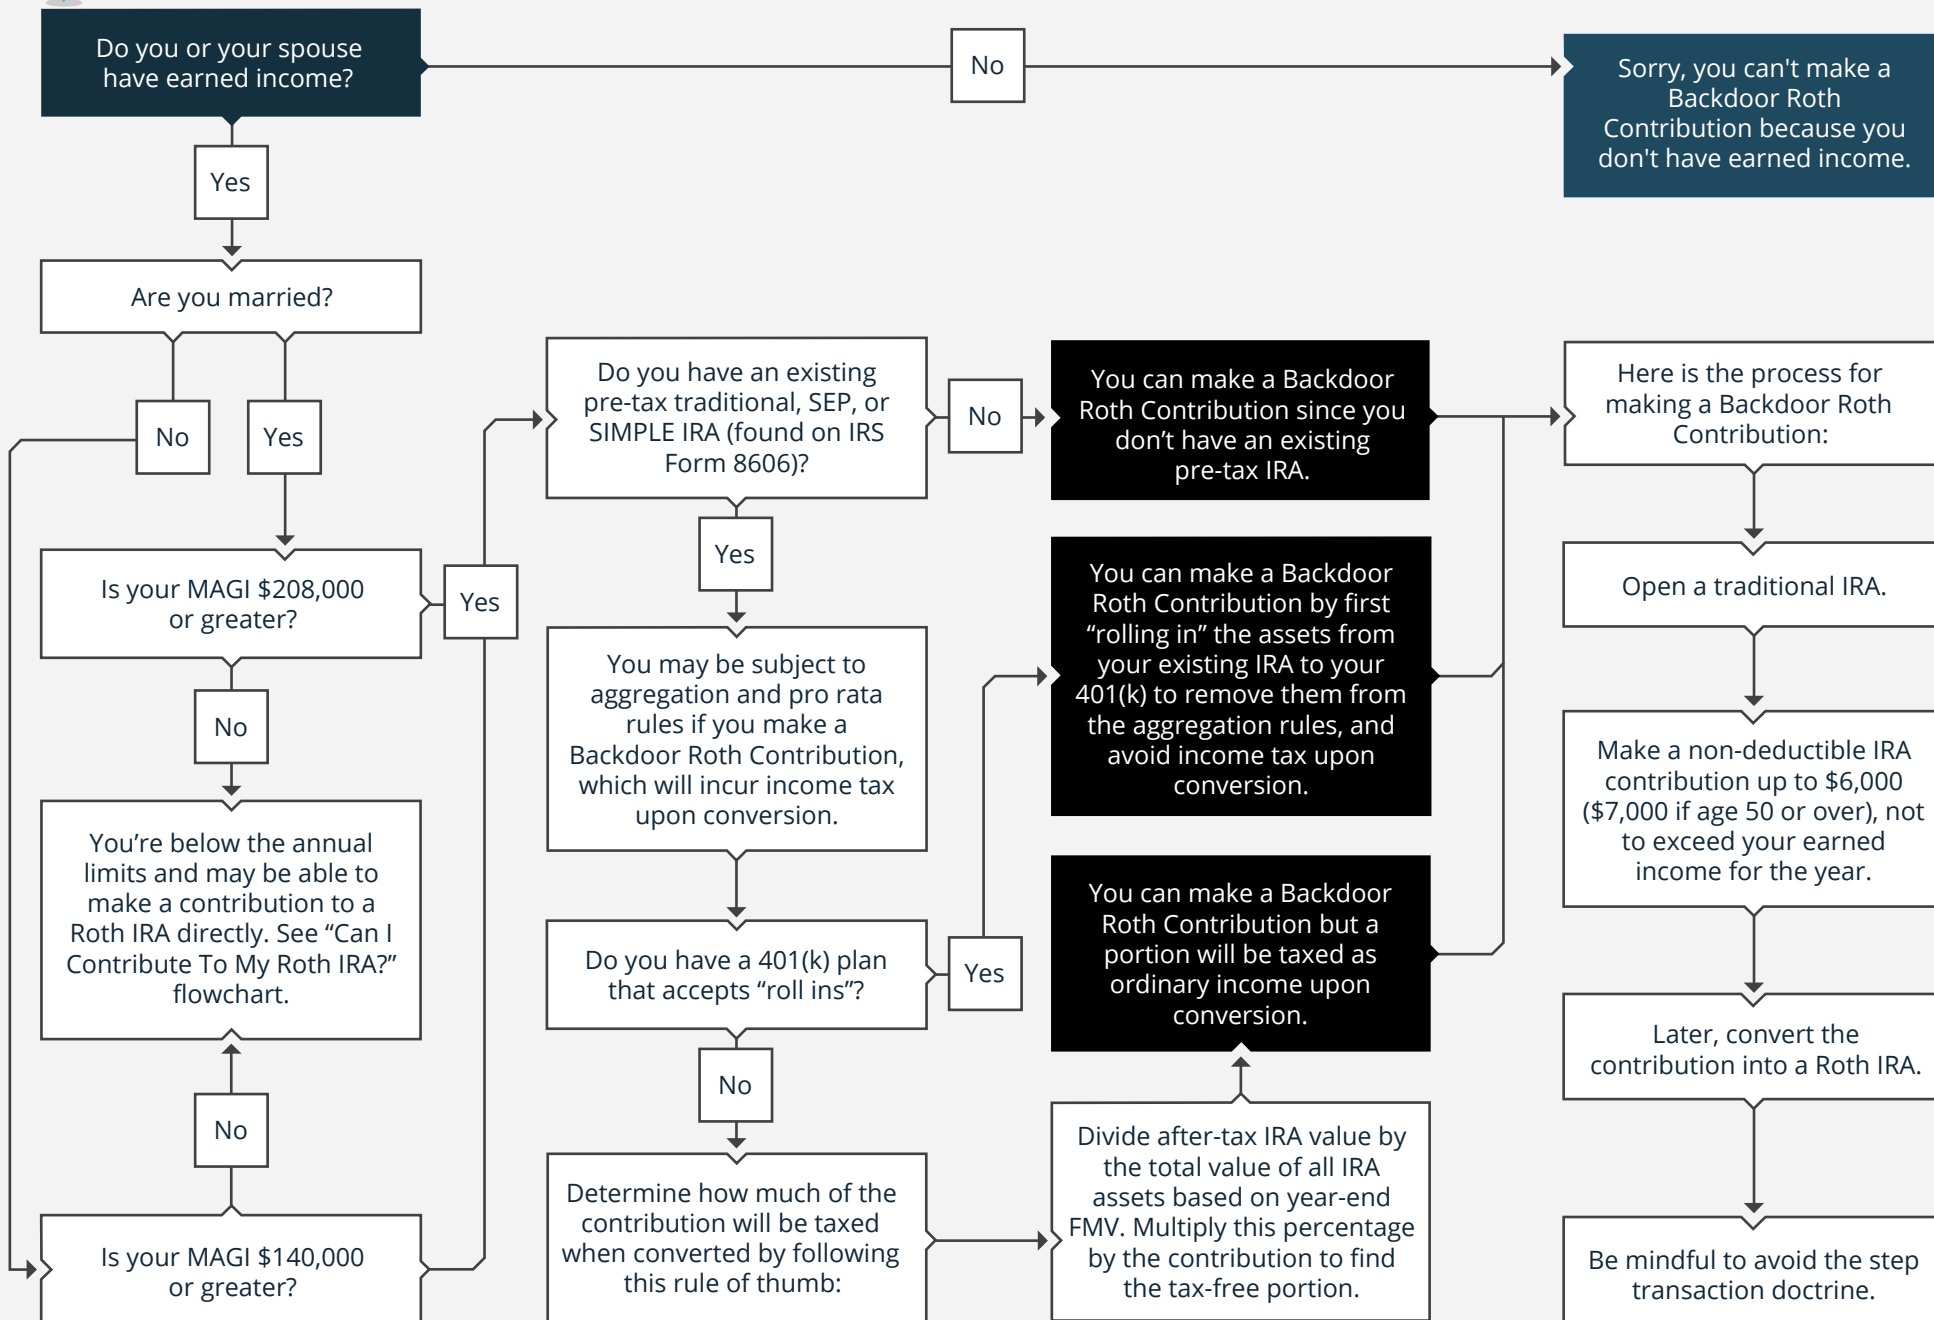 Do you or your spouse
have earned income?
No
Sorry, you can't make a
Backdoor Roth
Contribution because you
don't have earned income.
Yes
Are you married?
No
Yes
Is your MAGI $208,000
or greater?
Yes
No
You’re below the annual
limits and may be able to
make a contribution to a
Roth IRA directly. See “Can I
Contribute To My Roth IRA?”
flowchart.
No
Is your MAGI $140,000
or greater?
Do you have an existing
pre-tax traditional, SEP, or
SIMPLE IRA (found on IRS
Form 8606)?
No
Yes
You may be subject to
aggregation and pro rata
rules if you make a
Backdoor Roth Contribution,
which will incur income tax
upon conversion.
Do you have a 401(k) plan
that accepts “roll ins”?
Yes
No
Determine how much of the
contribution will be taxed
when converted by following
this rule of thumb:
You can make a Backdoor
Roth Contribution since you
don’t have an existing
pre-tax IRA.
You can make a Backdoor
Roth Contribution by first
“rolling in” the assets from
your existing IRA to your
401(k) to remove them from
the aggregation rules, and
avoid income tax upon
conversion.
You can make a Backdoor
Roth Contribution but a
portion will be taxed as
ordinary income upon
conversion.
Divide after-tax IRA value by
the total value of all IRA
assets based on year-end
FMV. Multiply this percentage
by the contribution to find
the tax-free portion.
Here is the process for
making a Backdoor Roth
Contribution:
Open a traditional IRA.
Make a non-deductible IRA
contribution up to $6,000
($7,000 if age 50 or over), not
to exceed your earned
income for the year.
Later, convert the
contribution into a Roth IRA.
Be mindful to avoid the step
transaction doctrine.